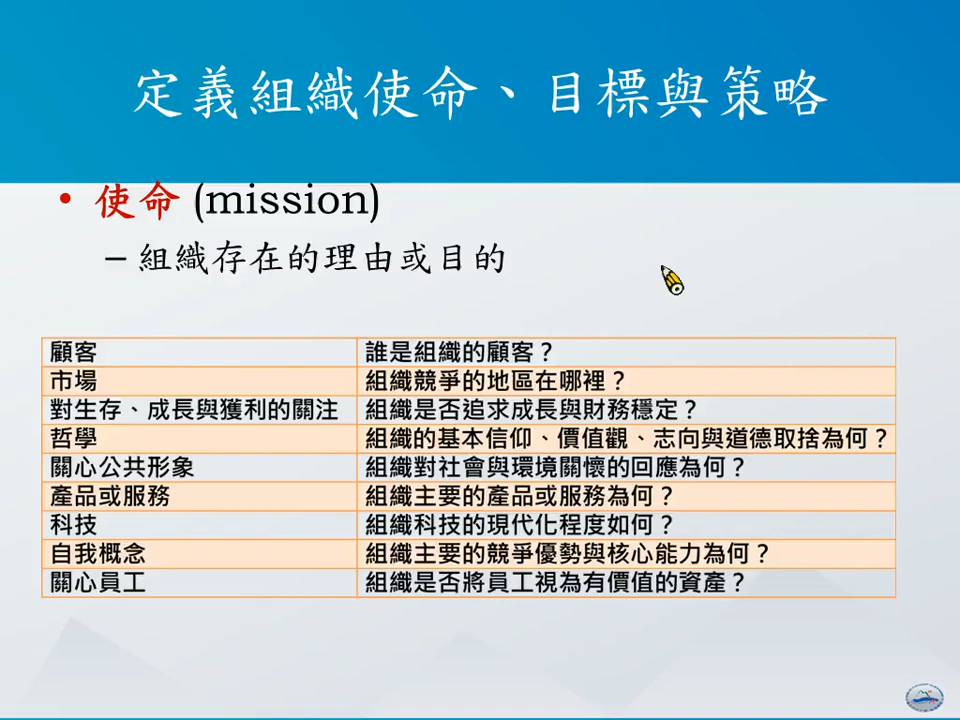 定義組織使命、目標與策略
• 使命 (mission)
– 組織存在的理由或目的
顧客 誰是組織的顧客？
市場 組織競爭的地區在哪裡？
對生存、成長與獲利的關注 組織是否追求成長與財務穩定？
哲學 組織的基本信仰、價值觀、志向與道德取捨為何？
關心公共形象 組織對社會與環境關懷的回應為何？
產品或服務 組織主要的產品或服務為何？
科技 組織科技的現代化程度如何？
自我概念 組織主要的競爭優勢與核心能力為何？
關心員工 組織是否將員工視為有價值的資產？